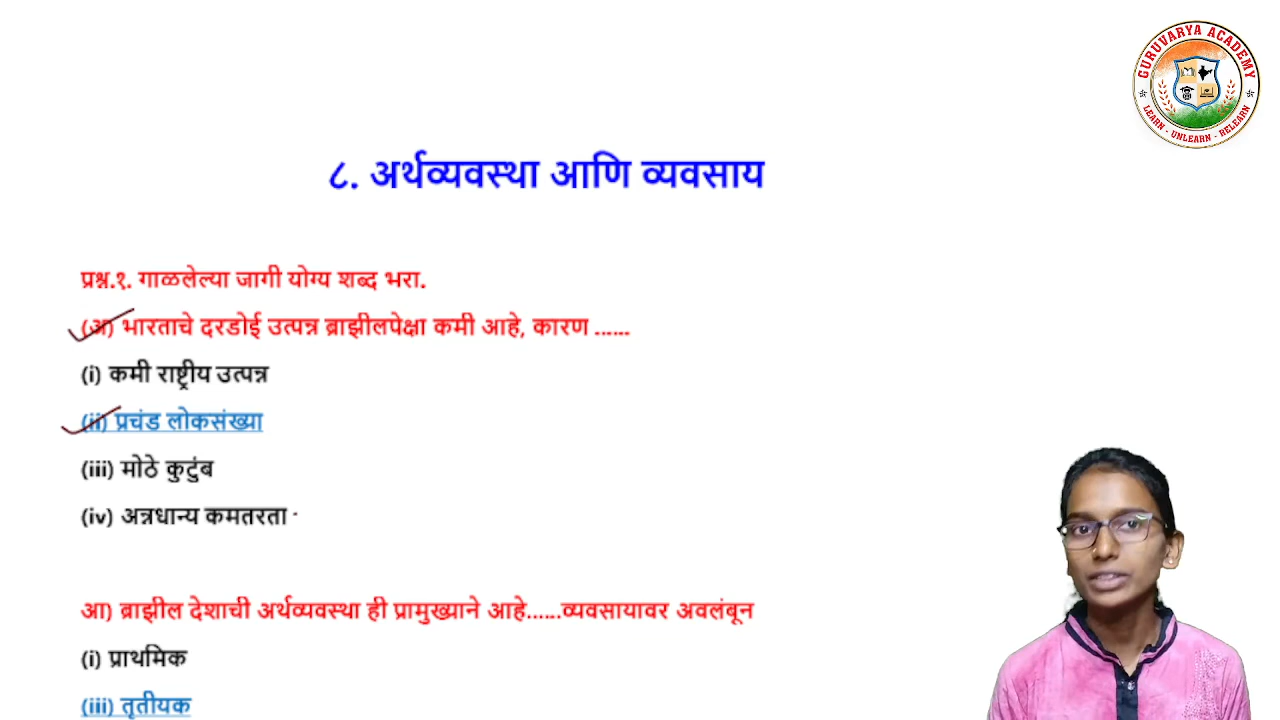 GURUVARYA ACADEMY
LEARN - UNLEARN - RELEARN
८. अर्थव्यवस्था आणि व्यवसाय
प्रश्न.१. गाळलेल्या जागी योग्य शब्द भरा.
(अ) भारताचे दरडोई उत्पन्न ब्राझीलपेक्षा कमी आहे, कारण ......
(i) कमी राष्ट्रीय उत्पन्न
(ii) प्रचंड लोकसंख्या
(iii) मोठे कुटुंब
(iv) अन्नधान्य कमतरता
आ) ब्राझील देशाची अर्थव्यवस्था ही प्रामुख्याने आहे......व्यवसायावर अवलंबून
(i) प्राथमिक
(iii) तृतीयक